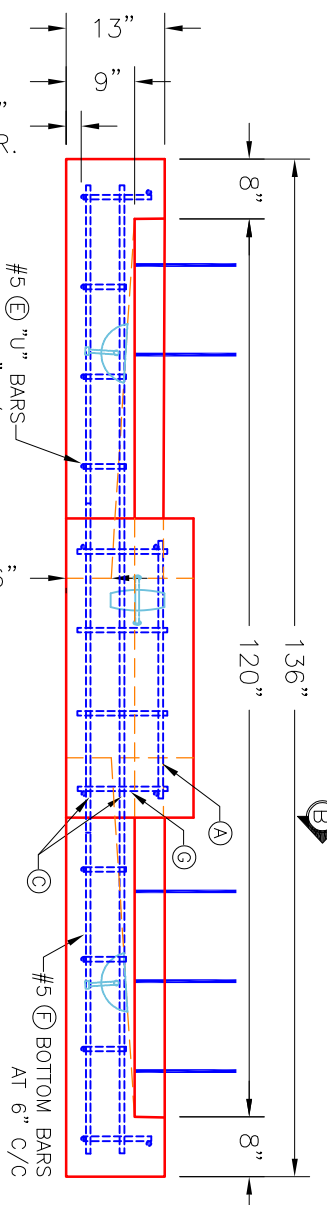 13"
9"
"
R.
8"
136"
120"
B
8"
#5 E "U" BARS
A
G
C
#5 F BOTTOM BARS
AT 6" C/C